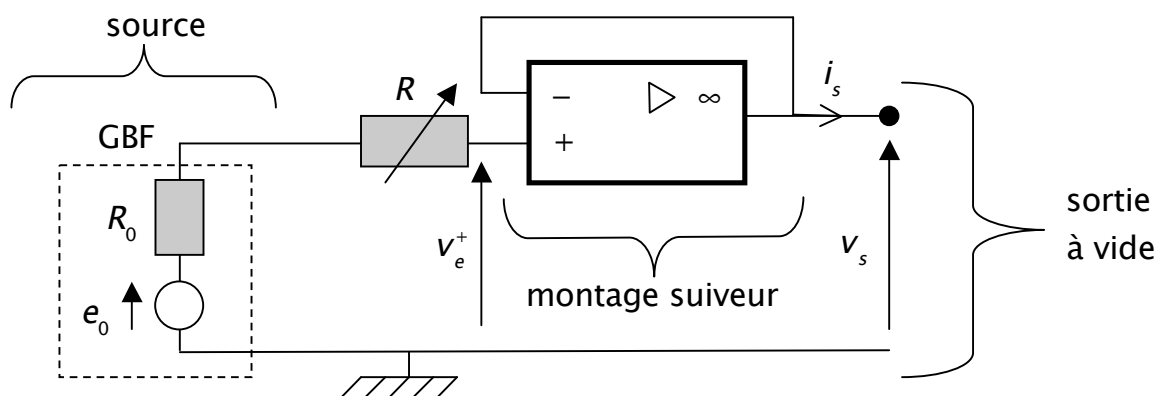 source
R
i_s
− ▷ ∞
GBF
+
R_0
v_e^+
v_s
sortie
à vide
montage suiveur
e_0